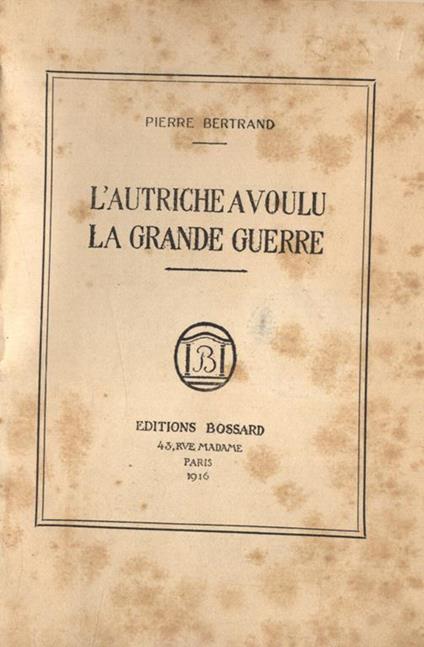 PIERRE BERTRAND
L'AUTRICHE A VOULU
LA GRANDE GUERRE
B
EDITIONS BOSSARD
43, RVE MADAME
PARIS
1916